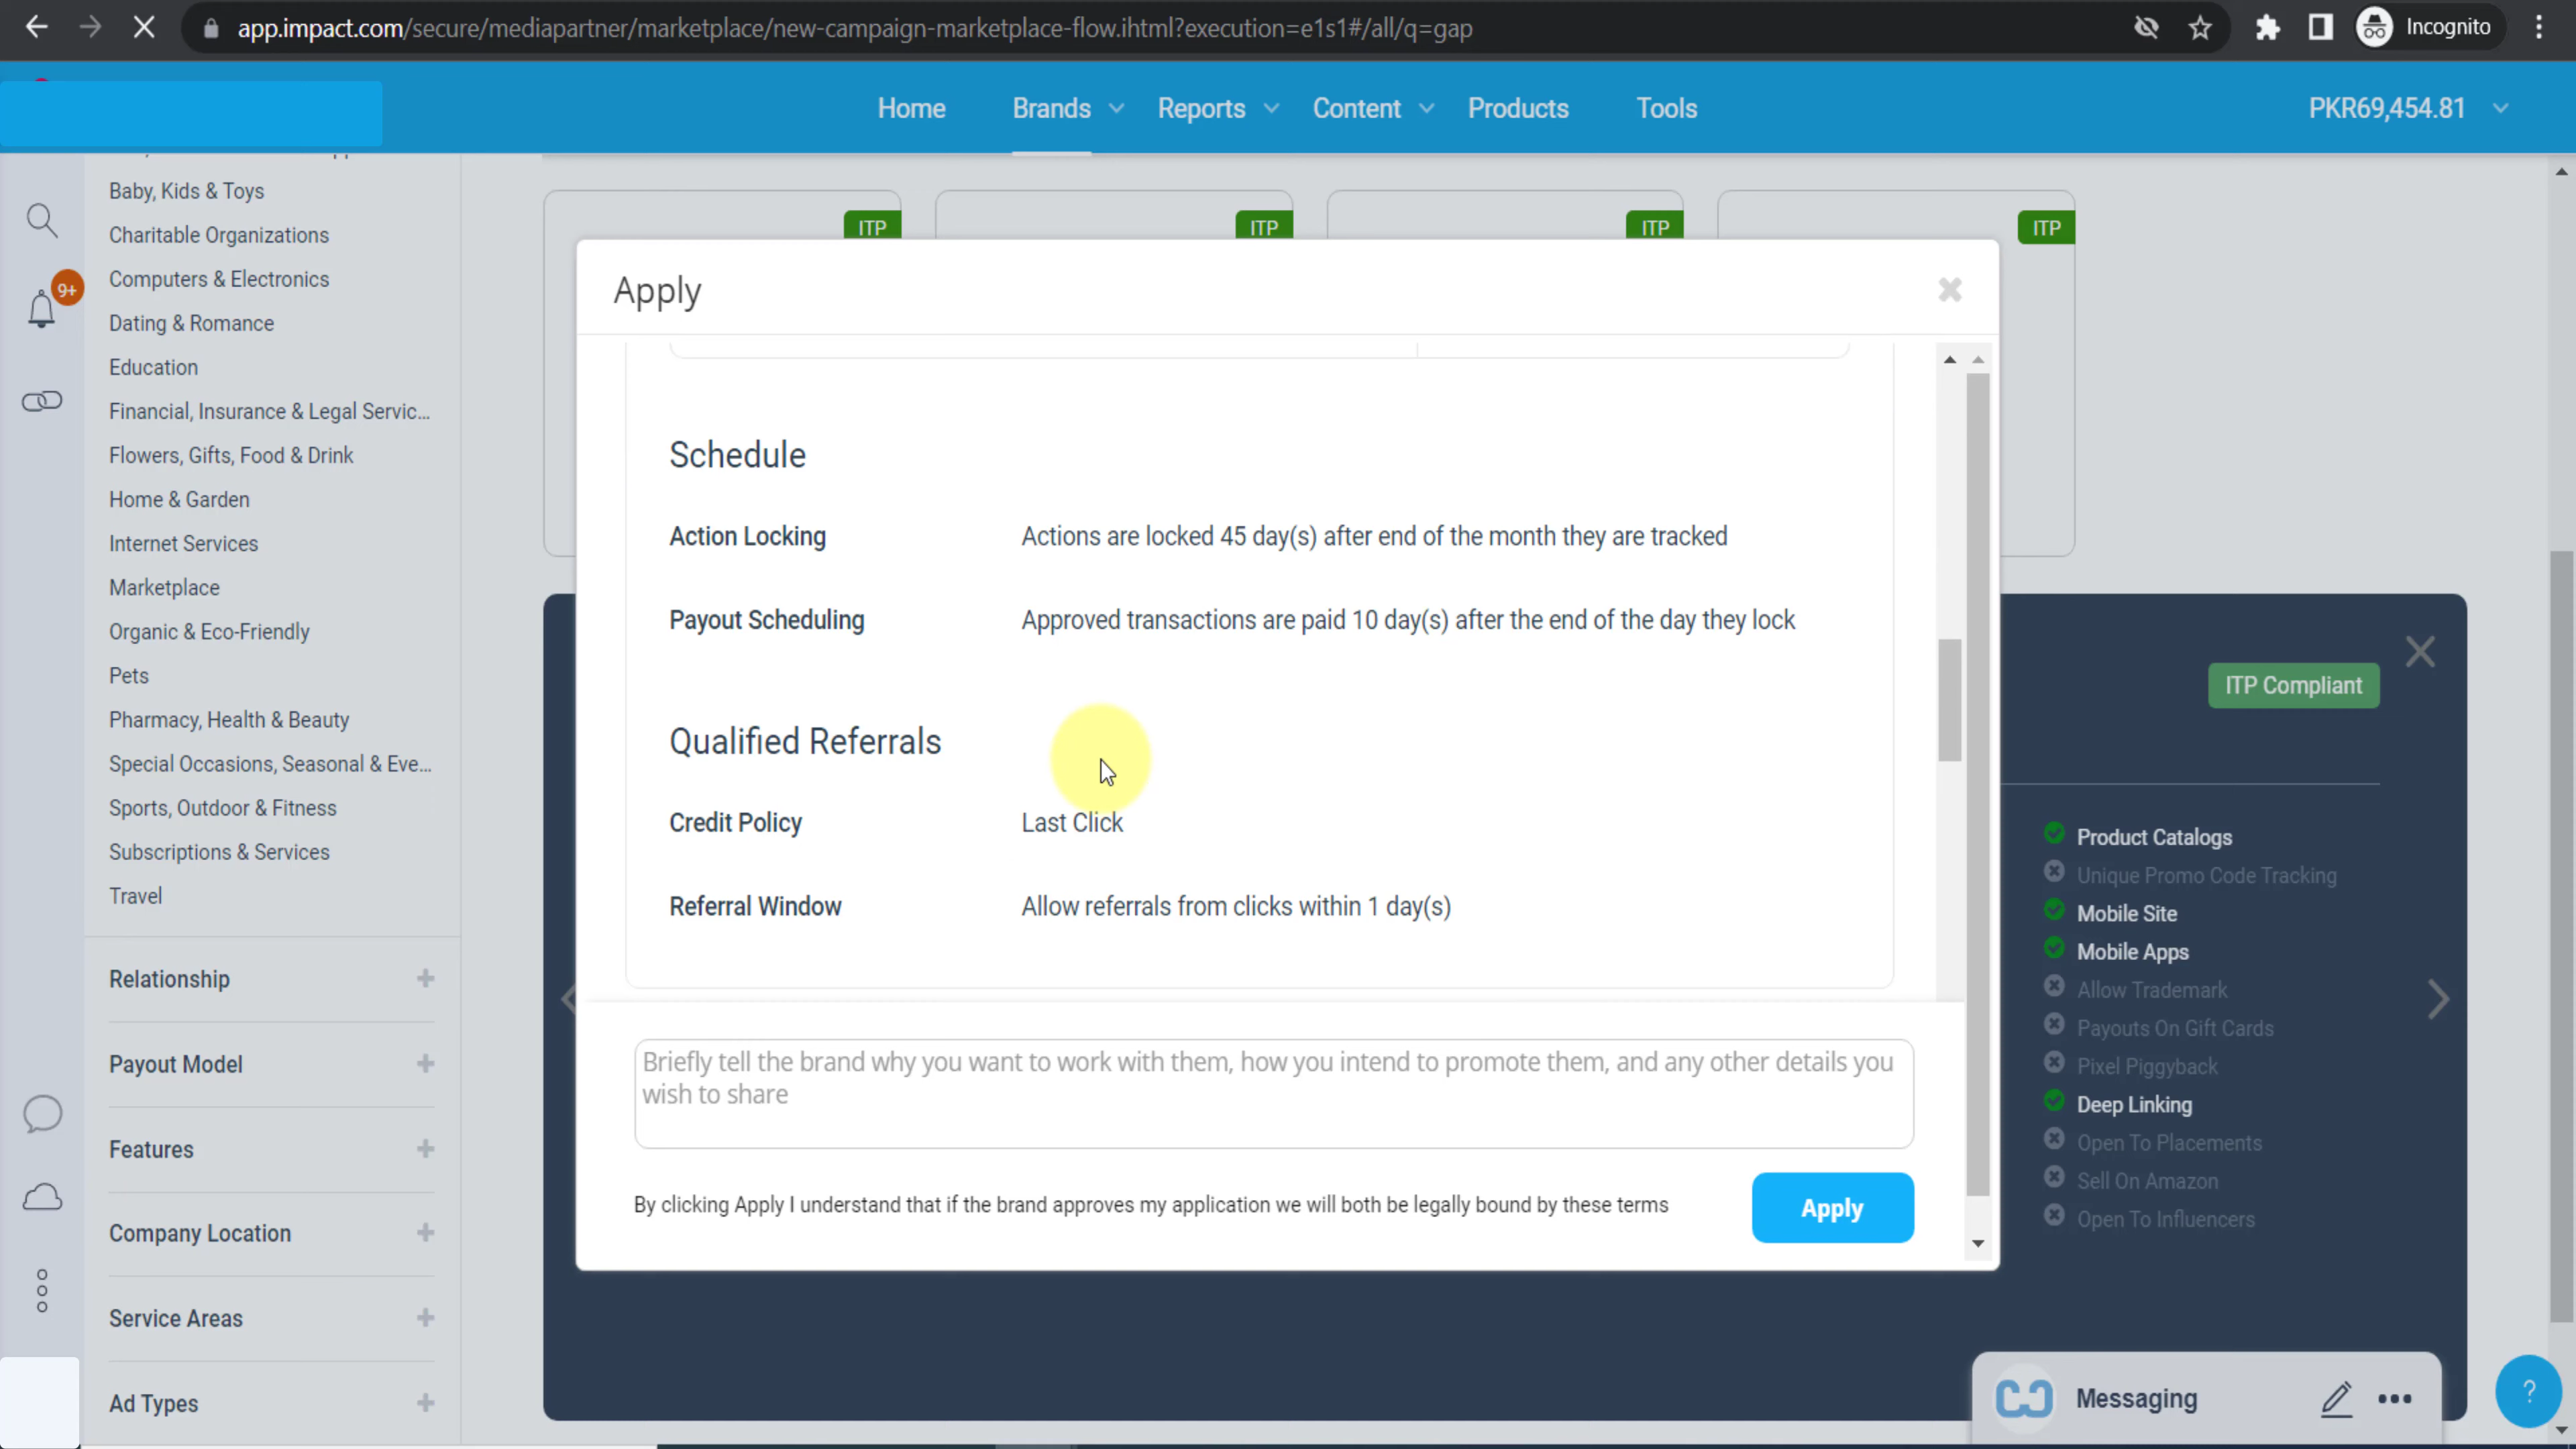 app.impact.com/secure/mediapartner/marketplace/new-campaign-marketplace-flow.ihtml?execution=e1s1#/all/q=gap
Incognito
Home
Brands
Reports
Content
Products
Tools
PKR69,454.81
9+
Baby, Kids & Toys
Charitable Organizations
Computers & Electronics
Dating & Romance
Education
Financial, Insurance & Legal Servic...
Flowers, Gifts, Food & Drink
Home & Garden
Internet Services
Marketplace
Organic & Eco-Friendly
Pets
Pharmacy, Health & Beauty
Special Occasions, Seasonal & Eve...
Sports, Outdoor & Fitness
Subscriptions & Services
Travel
Relationship
Payout Model
Features
Company Location
Service Areas
Ad Types
ITP
ITP
ITP
ITP
Apply
Schedule
Action Locking
Actions are locked 45 day(s) after end of the month they are tracked
Payout Scheduling
Approved transactions are paid 10 day(s) after the end of the day they lock
Qualified Referrals
Credit Policy
Last Click
Referral Window
Allow referrals from clicks within 1 day(s)
Briefly tell the brand why you want to work with them, how you intend to promote them, and any other details you
wish to share
By clicking Apply I understand that if the brand approves my application we will both be legally bound by these terms
Apply
ITP Compliant
Product Catalogs
Unique Promo Code Tracking
Mobile Site
Mobile Apps
Allow Trademark
Payouts On Gift Cards
Pixel Piggyback
Deep Linking
Open To Placements
Sell On Amazon
Open To Influencers
Messaging
?